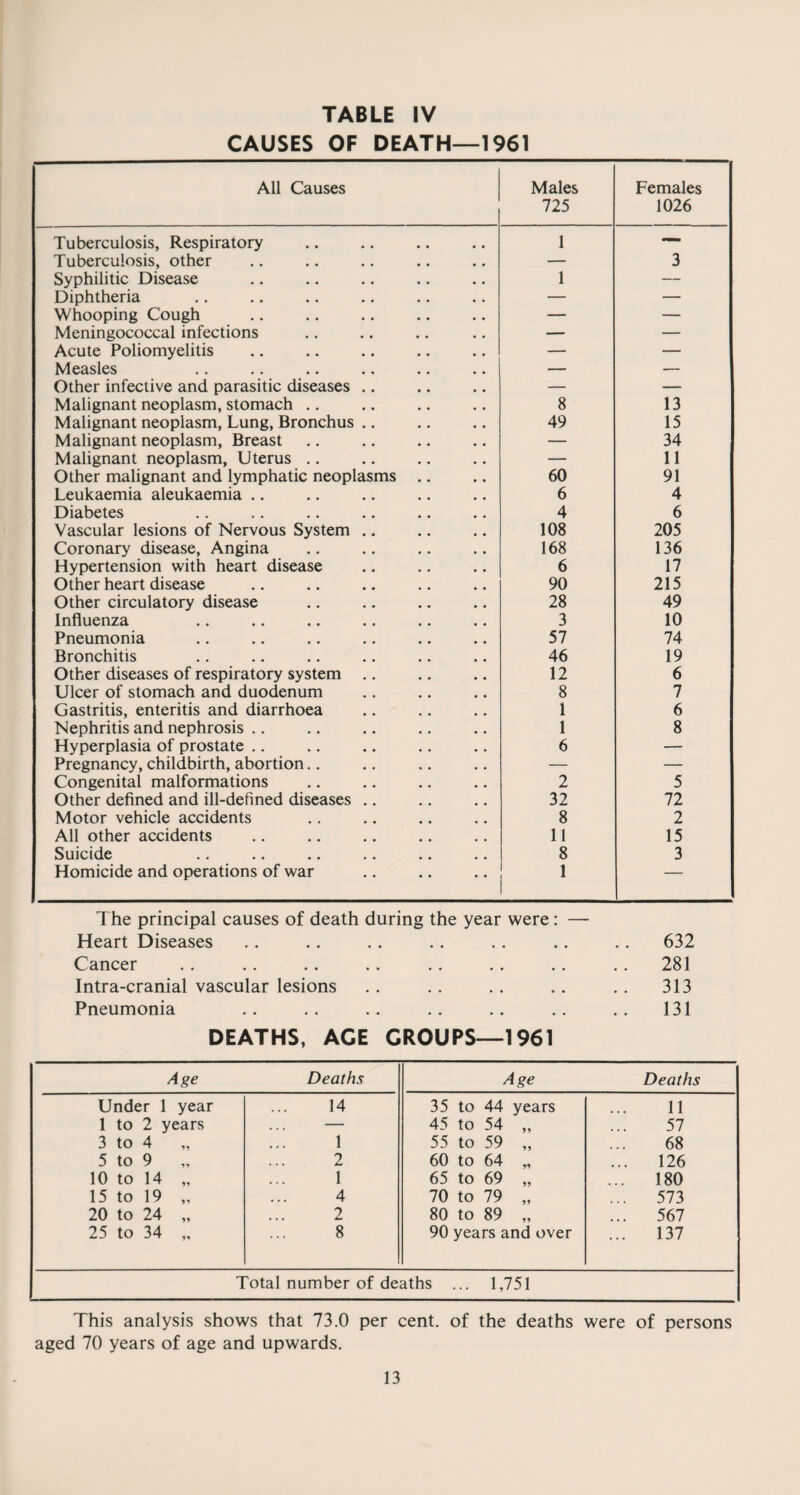 TABLE IV
CAUSES OF DEATH—1961
All Causes Males Females
725 1026
Tuberculosis, Respiratory .. .. .. .. 1 —
Tuberculosis, other .. .. .. .. .. — 3
Syphilitic Disease .. .. .. .. .. 1 —
Diphtheria .. .. .. .. .. .. — —
Whooping Cough .. .. .. .. .. — —
Meningococcal infections .. .. .. .. — —
Acute Poliomyelitis .. .. .. .. .. — —
Measles .. .. .. .. .. .. — —
Other infective and parasitic diseases .. .. .. — —
Malignant neoplasm, stomach .. .. .. .. 8 13
Malignant neoplasm, Lung, Bronchus .. .. .. 49 15
Malignant neoplasm, Breast .. .. .. .. — 34
Malignant neoplasm, Uterus .. .. .. .. — 11
Other malignant and lymphatic neoplasms .. .. 60 91
Leukaemia aleukaemia .. .. .. .. .. 6 4
Diabetes .. .. .. .. .. .. 4 6
Vascular lesions of Nervous System .. .. .. 108 205
Coronary disease, Angina .. .. .. .. 168 136
Hypertension with heart disease .. .. .. 6 17
Other heart disease .. .. .. .. .. 90 215
Other circulatory disease .. .. .. .. 28 49
Influenza .. .. .. .. .. .. 3 10
Pneumonia .. .. .. .. .. .. 57 74
Bronchitis .. .. .. .. .. .. 46 19
Other diseases of respiratory system .. .. .. 12 6
Ulcer of stomach and duodenum .. .. .. 8 7
Gastritis, enteritis and diarrhoea .. .. .. 1 6
Nephritis and nephrosis .. .. .. .. .. 1 8
Hyperplasia of prostate .. .. .. .. .. 6 —
Pregnancy, childbirth, abortion.. .. .. .. — —
Congenital malformations .. .. .. .. 2 5
Other defined and ill-defined diseases .. .. .. 32 72
Motor vehicle accidents .. .. .. .. 8 2
All other accidents .. .. .. .. .. 11 15
Suicide .. .. .. .. .. .. 8 3
Homicide and operations of war .. .. .. 1 —
The principal causes of death during the year were: —
Heart Diseases .. .. .. .. .. .. .. 632
Cancer .. .. .. .. .. .. .. .. 281
Intra-cranial vascular lesions .. .. .. .. .. 313
Pneumonia .. .. .. .. .. .. .. 131
DEATHS, AGE GROUPS—1961
Age Deaths Age Deaths
Under 1 year ... 14 35 to 44 years ... 11
1 to 2 years ... — 45 to 54 „ ... 57
3 to 4 „ ... 1 55 to 59 „ ... 68
5 to 9 „ ... 2 60 to 64 „ ... 126
10 to 14 „ ... 1 65 to 69 „ ... 180
15 to 19 „ ... 4 70 to 79 „ ... 573
20 to 24 „ ... 2 80 to 89 „ ... 567
25 to 34 „ ... 8 90 years and over ... 137
Total number of deaths ... 1,751
This analysis shows that 73.0 per cent. of the deaths were of persons
aged 70 years of age and upwards.
13